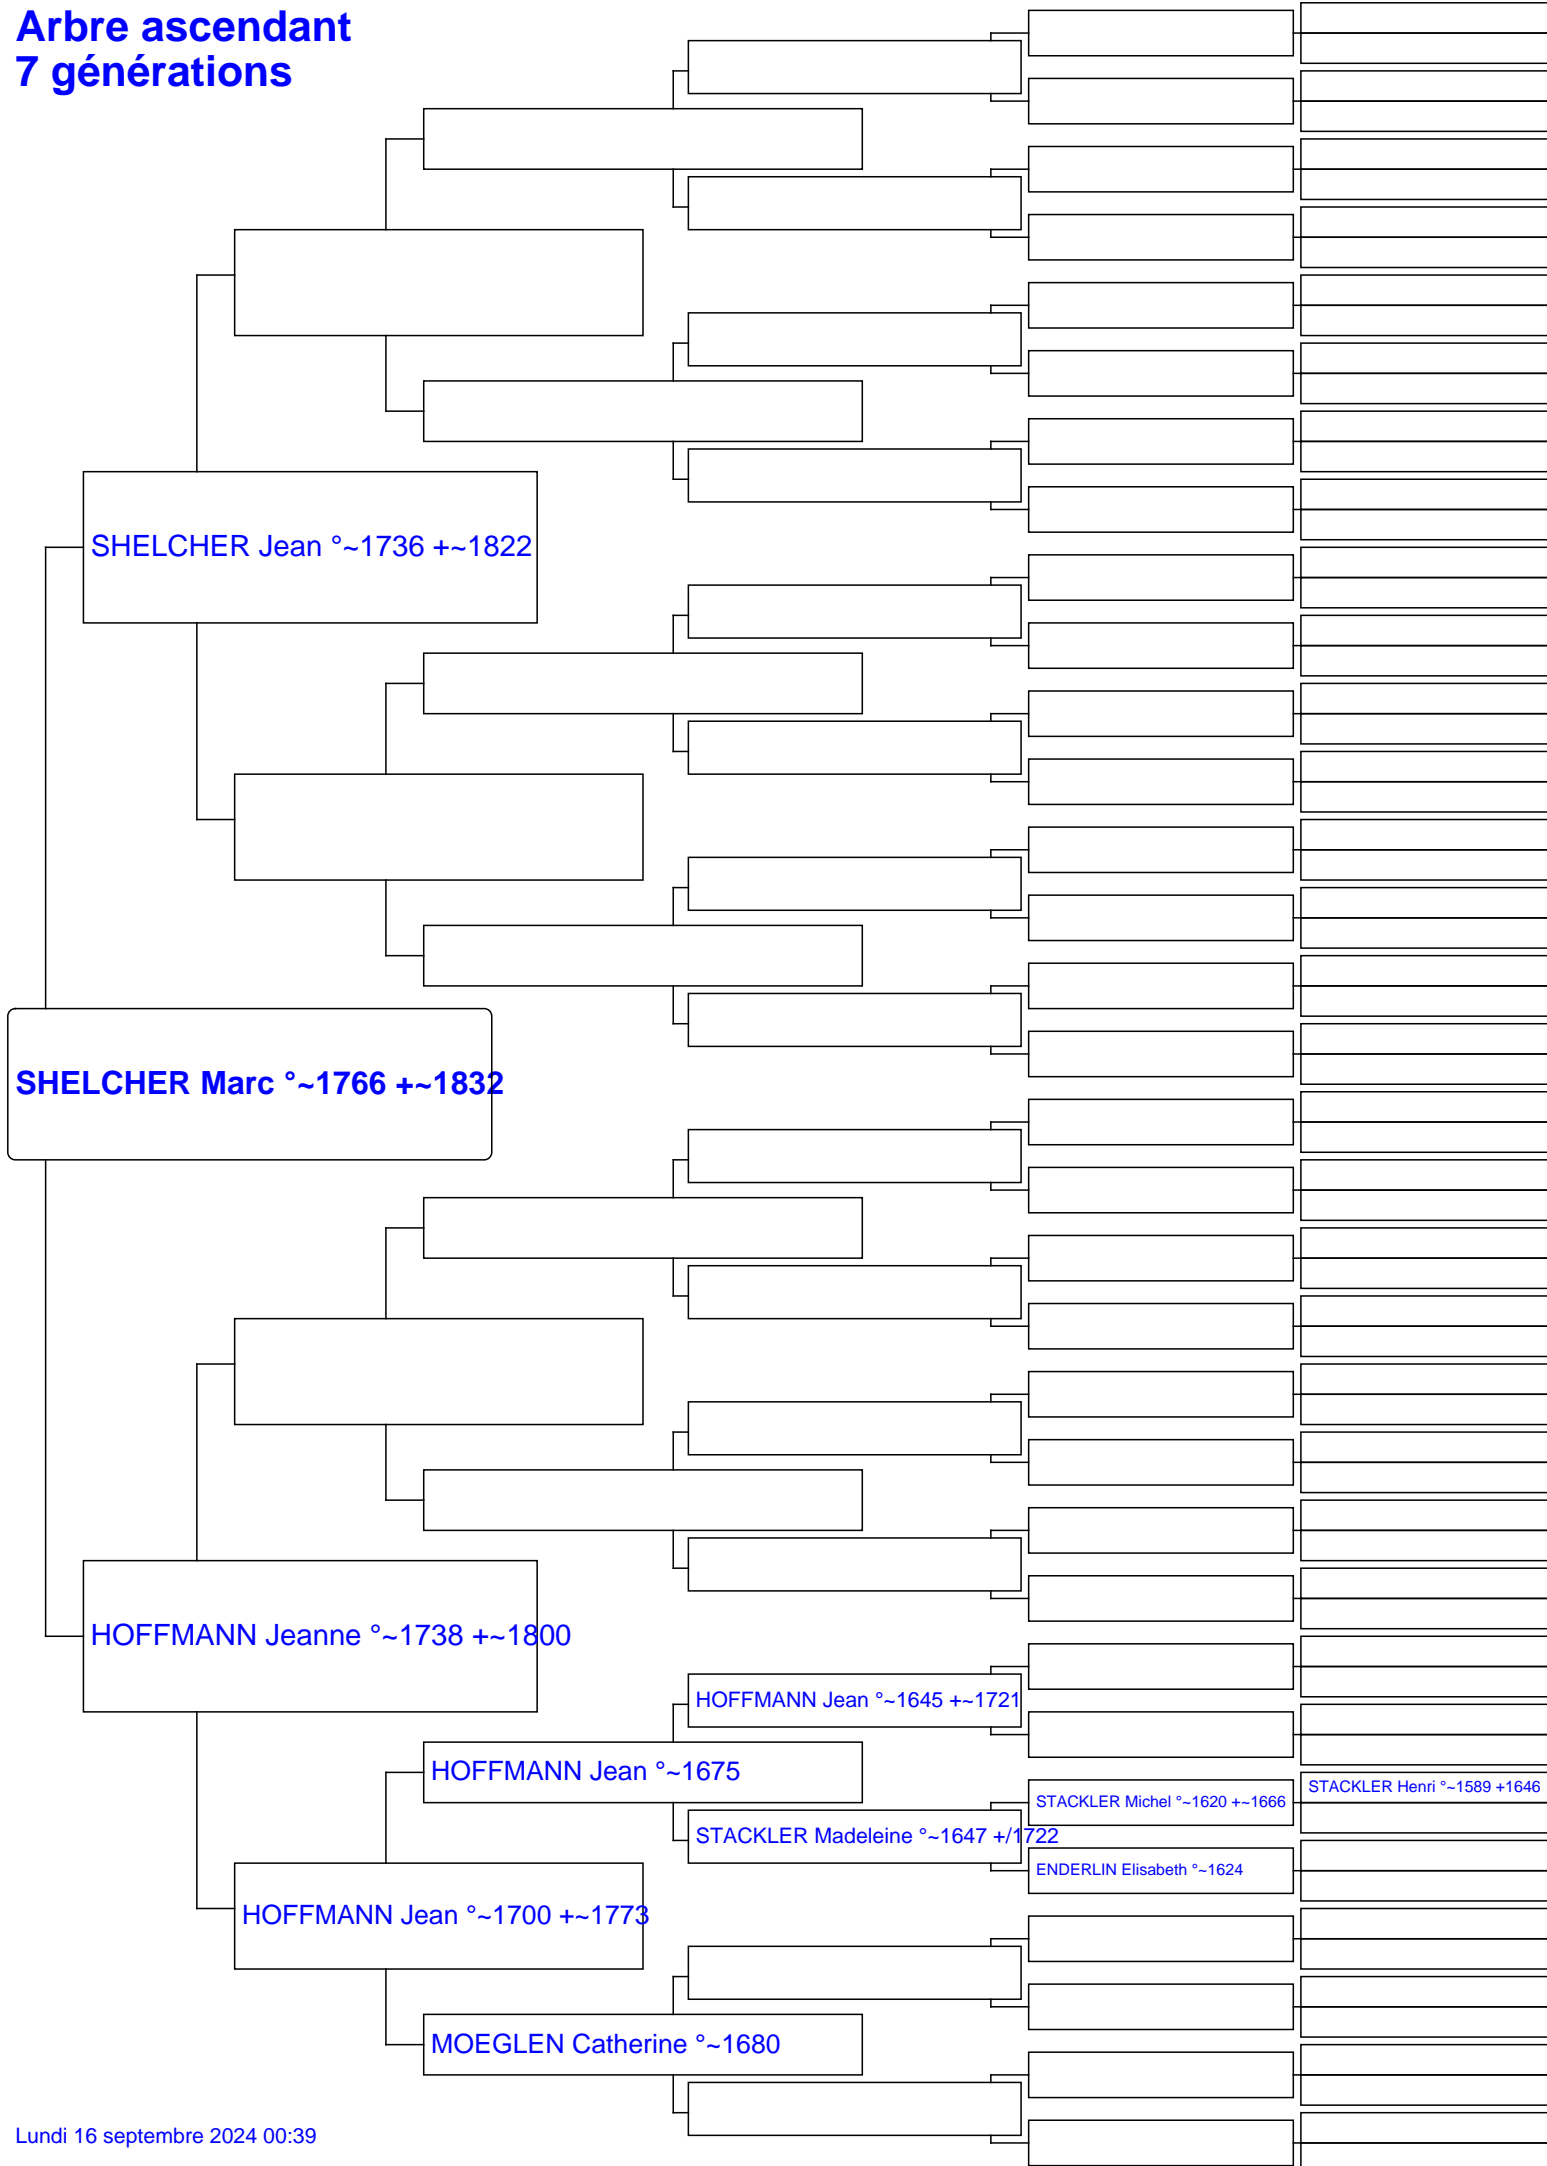 Arbre ascendant
7 générations
SHELCHER Jean °~1736 +~1822
SHELCHER Marc °~1766 +~1832
HOFFMANN Jeanne °~1738 +~1800
HOFFMANN Jean °~1645 +~1721
HOFFMANN Jean °~1675
STACKLER Henri °~1589 +1646
STACKLER Michel °~1620 +~1666
STACKLER Madeleine °~1647 +/1722
ENDERLIN Elisabeth °~1624
HOFFMANN Jean °~1700 +~1773
MOEGLEN Catherine °~1680
Lundi 16 septembre 2024 00:39